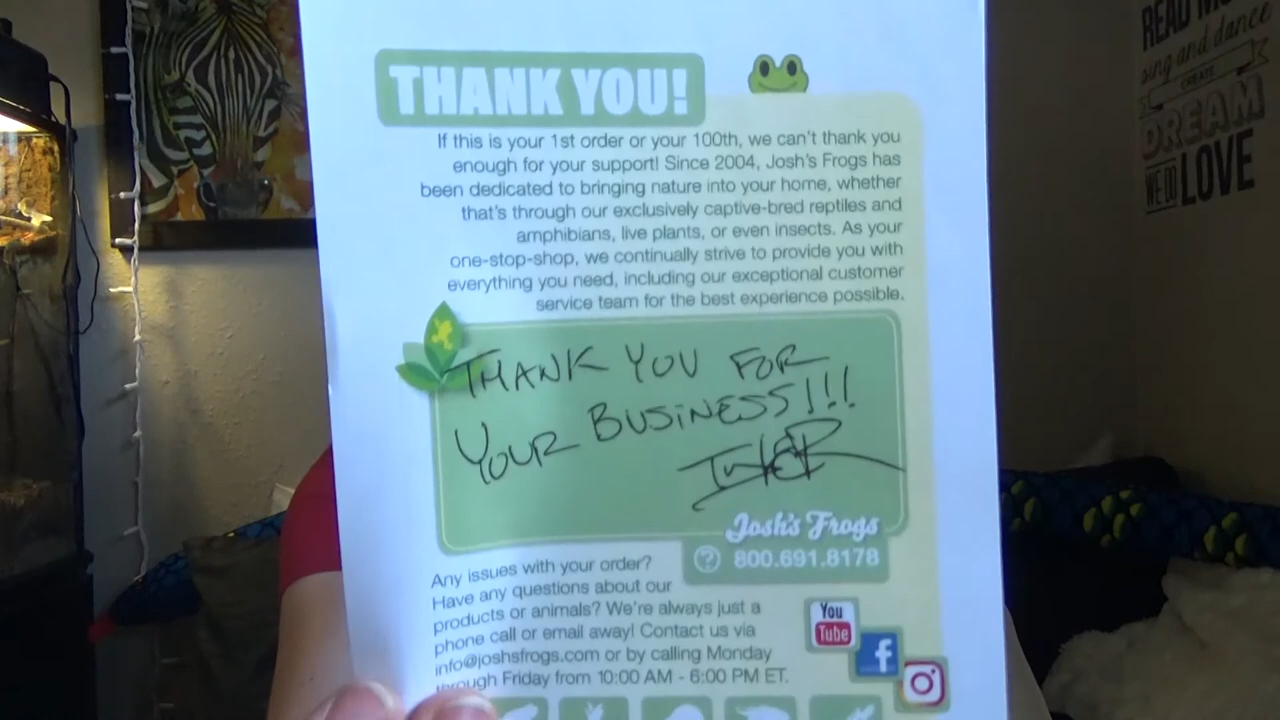 THANK YOU!
If this is your 1st order or your 100th, we can't thank you
enough for your support! Since 2004, Josh's Frogs has
been dedicated to bringing nature into your home, whether
that's through our exclusively captive-bred reptiles and
amphibians, live plants, or even insects. As your
one-stop-shop, we continually strive to provide you with
everything you need, including our exceptional customer
service team for the best experience possible.
THANK YOU FOR
YOUR BUSINESS!!!
Josh's Frogs
? 800.691.8178
Any issues with your order?
Have any questions about our
products or animals? We're always just a
phone call or email away! Contact us via
info@joshsfrogs.com or by calling Monday
through Friday from 10:00 AM - 6:00 PM ET.
You
Tube
f
READ
sing and dance
CREATE
DREAM
WE DO LOVE